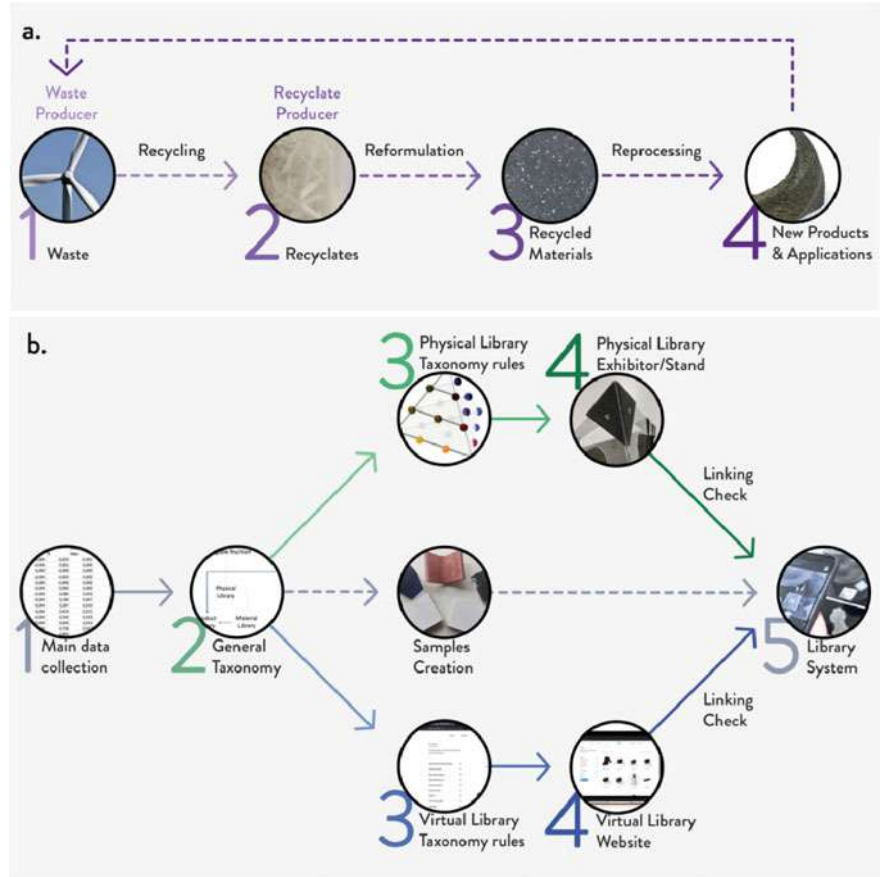 a.
Waste
Producer
Recyclate
Producer
Recycling
Reformulation
Reprocessing
1
Waste
2
Recyclates
3
Recycled
Materials
4
New Products
& Applications
b.
3
Physical Library
Taxonomy rules
4
Physical Library
Exhibitor/Stand
Linking
Check
Physical
Library
Material
Library
1
Main data
collection
2
General
Taxonomy
Samples
Creation
5
Library
System
Linking
Check
3
Virtual Library
Taxonomy rules
4
Virtual Library
Website